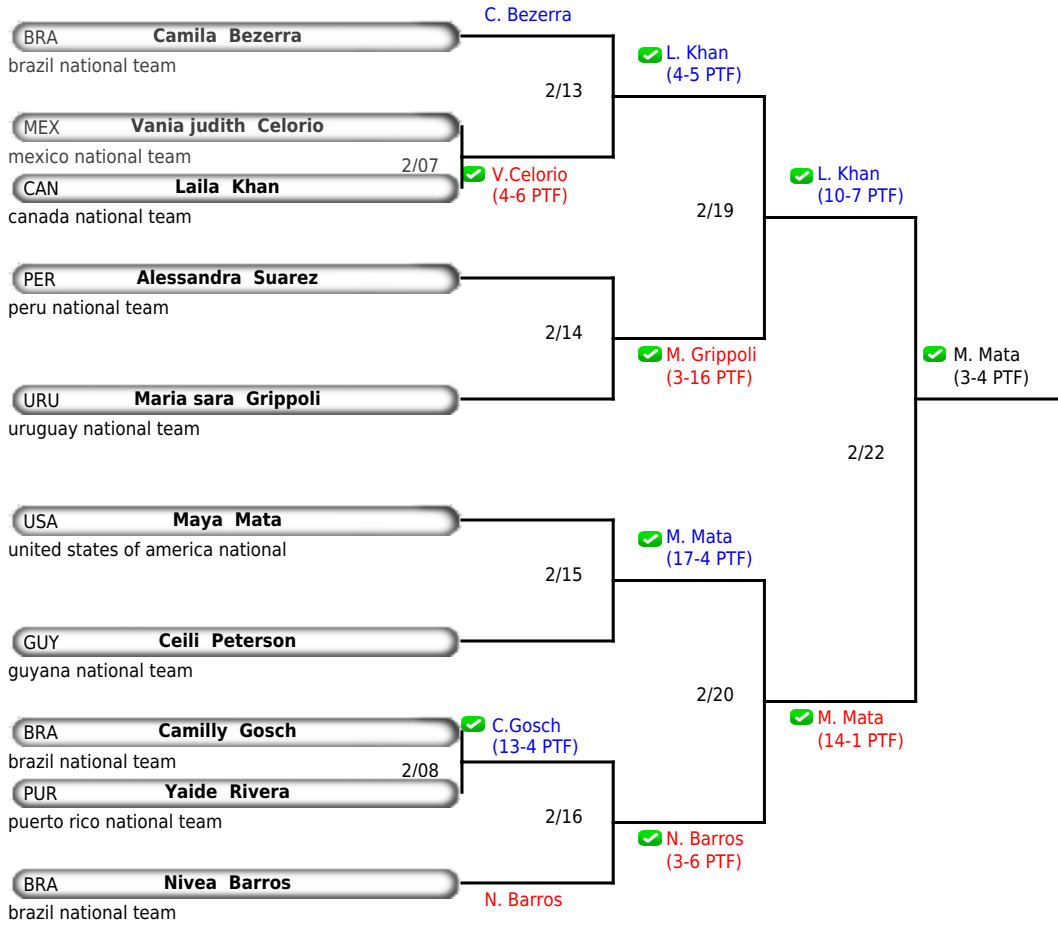 C. Bezerra
BRA Camila Bezerra
brazil national team
L. Khan
(4-5 PTF)
2/13
MEX Vania judith Celorio
mexico national team
2/07
V.Celorio
(4-6 PTF)
CAN Laila Khan
canada national team
L. Khan
(10-7 PTF)
2/19
PER Alessandra Suarez
peru national team
2/14
M. Grippoli
(3-16 PTF)
URU Maria sara Grippoli
uruguay national team
M. Mata
(3-4 PTF)
2/22
USA Maya Mata
united states of america national
M. Mata
(17-4 PTF)
2/15
GUY Ceili Peterson
guyana national team
2/20
M. Mata
(14-1 PTF)
BRA Camilly Gosch
brazil national team
C.Gosch
(13-4 PTF)
2/08
PUR Yaide Rivera
puerto rico national team
2/16
N. Barros
(3-6 PTF)
BRA Nivea Barros
brazil national team
N. Barros